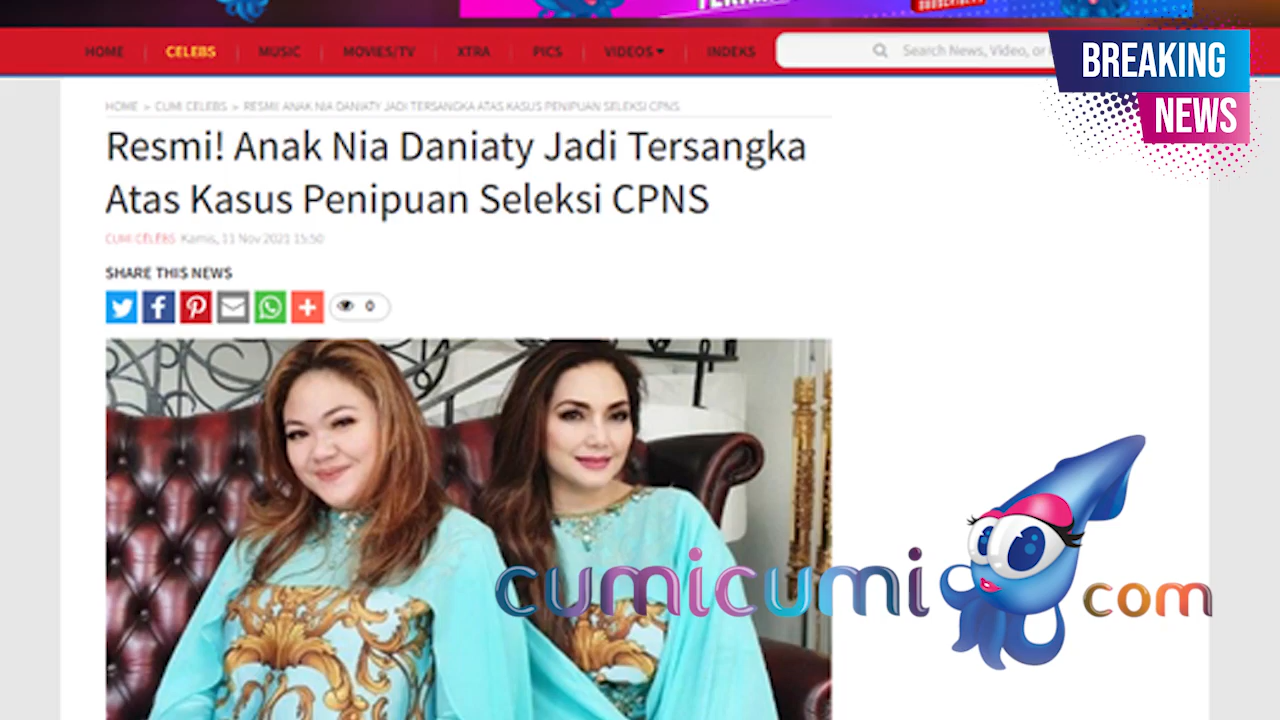 HOME | CELEBS | MUSIC | MOVIES/TV | XTRA | PICS | VIDEOS | INDEKS
Search News, Video, or
BREAKING
NEWS
HOME > CUMI CELEBS > RESMI! ANAK NIA DANIATY JADI TERSANGKA ATAS KASUS PENIPUAN SELEKSI CPNS
Resmi! Anak Nia Daniaty Jadi Tersangka
Atas Kasus Penipuan Seleksi CPNS
CUMI CELEBS Kamis, 11 Nov 2021 15:50
SHARE THIS NEWS
0
cumicumi.com